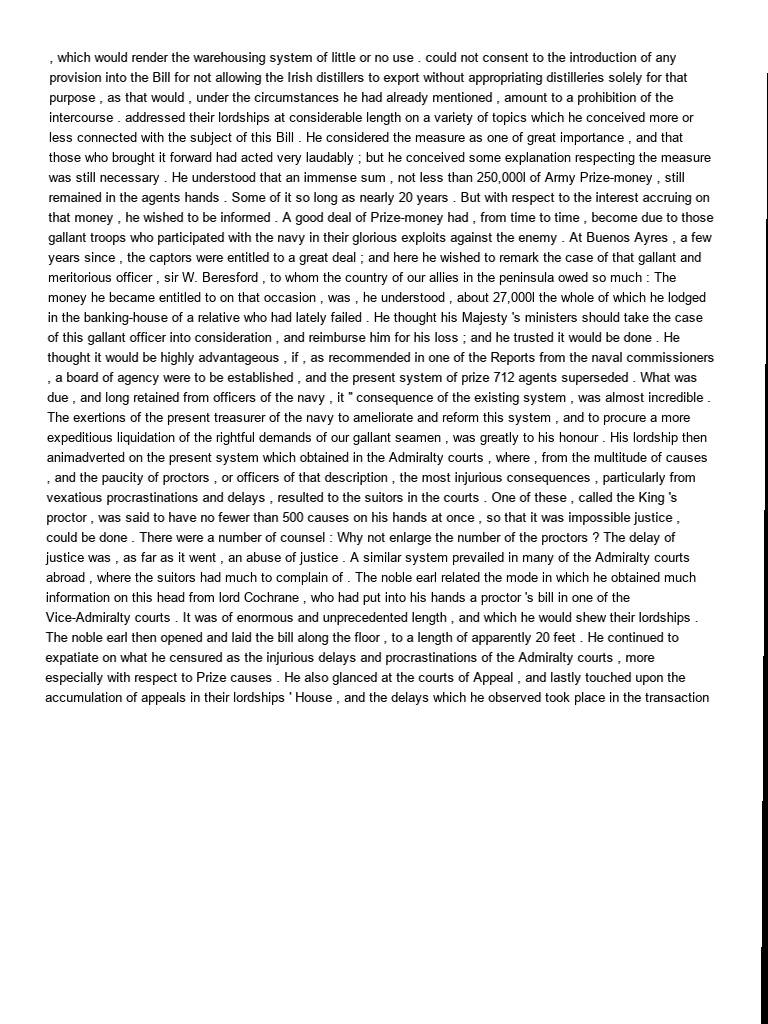 , which would render the warehousing system of little or no use . could not consent to the introduction of any
provision into the Bill for not allowing the Irish distillers to export without appropriating distilleries solely for that
purpose , as that would , under the circumstances he had already mentioned , amount to a prohibition of the
intercourse . addressed their lordships at considerable length on a variety of topics which he conceived more or
less connected with the subject of this Bill . He considered the measure as one of great importance , and that
those who brought it forward had acted very laudably ; but he conceived some explanation respecting the measure
was still necessary . He understood that an immense sum , not less than 250,000l of Army Prize-money , still
remained in the agents hands . Some of it so long as nearly 20 years . But with respect to the interest accruing on
that money , he wished to be informed . A good deal of Prize-money had , from time to time , become due to those
gallant troops who participated with the navy in their glorious exploits against the enemy . At Buenos Ayres , a few
years since , the captors were entitled to a great deal ; and here he wished to remark the case of that gallant and
meritorious officer , sir W. Beresford , to whom the country of our allies in the peninsula owed so much : The
money he became entitled to on that occasion , was , he understood , about 27,000l the whole of which he lodged
in the banking-house of a relative who had lately failed . He thought his Majesty 's ministers should take the case
of this gallant officer into consideration , and reimburse him for his loss ; and he trusted it would be done . He
thought it would be highly advantageous , if , as recommended in one of the Reports from the naval commissioners
, a board of agency were to be established , and the present system of prize 712 agents superseded . What was
due , and long retained from officers of the navy , it " consequence of the existing system , was almost incredible .
The exertions of the present treasurer of the navy to ameliorate and reform this system , and to procure a more
expeditious liquidation of the rightful demands of our gallant seamen , was greatly to his honour . His lordship then
animadverted on the present system which obtained in the Admiralty courts , where , from the multitude of causes
, and the paucity of proctors , or officers of that description , the most injurious consequences , particularly from
vexatious procrastinations and delays , resulted to the suitors in the courts . One of these , called the King 's
proctor , was said to have no fewer than 500 causes on his hands at once , so that it was impossible justice ,
could be done . There were a number of counsel : Why not enlarge the number of the proctors ? The delay of
justice was , as far as it went , an abuse of justice . A similar system prevailed in many of the Admiralty courts
abroad , where the suitors had much to complain of . The noble earl related the mode in which he obtained much
information on this head from lord Cochrane , who had put into his hands a proctor 's bill in one of the
Vice-Admiralty courts . It was of enormous and unprecedented length , and which he would shew their lordships .
The noble earl then opened and laid the bill along the floor , to a length of apparently 20 feet . He continued to
expatiate on what he censured as the injurious delays and procrastinations of the Admiralty courts , more
especially with respect to Prize causes . He also glanced at the courts of Appeal , and lastly touched upon the
accumulation of appeals in their lordships ' House , and the delays which he observed took place in the transaction